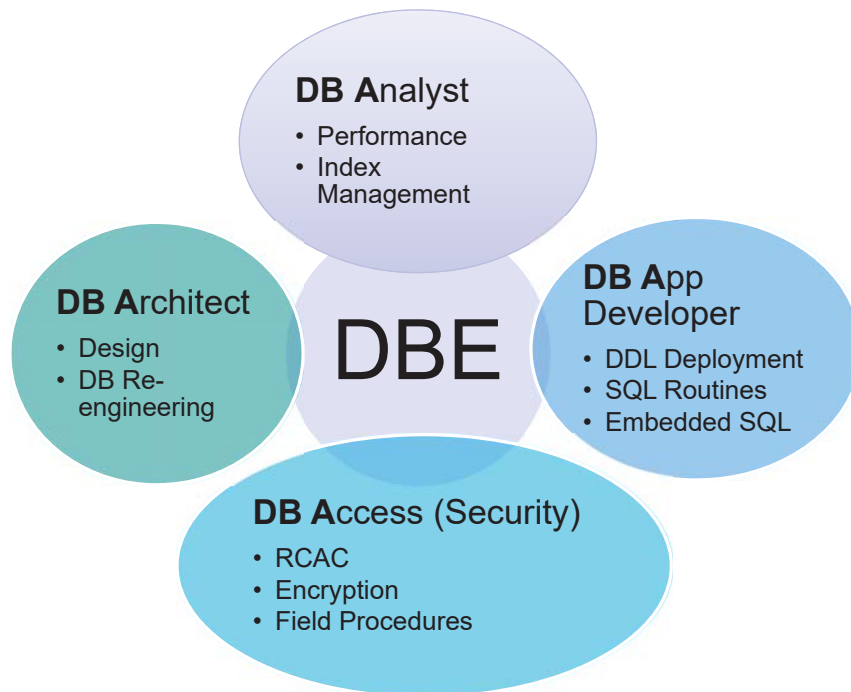 DB Analyst
• Performance
• Index
Management
DB Architect
• Design
• DB Re-
engineering
DBE
DB App
Developer
• DDL Deployment
• SQL Routines
• Embedded SQL
DB Access (Security)
• RCAC
• Encryption
• Field Procedures